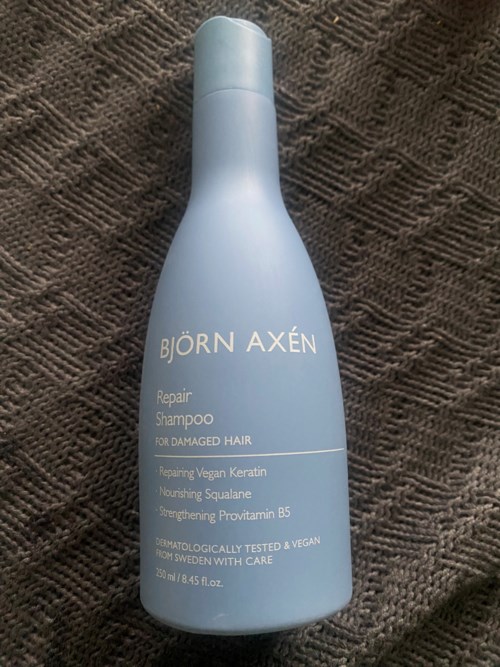 BJÖRN AXÉN
Repair
Shampoo
FOR DAMAGED HAIR
· Repairing Vegan Keratin
· Nourishing Squalane
· Strengthening Provitamin B5
DERMATOLOGICALLY TESTED & VEGAN
FROM SWEDEN WITH CARE
250 ml / 8.45 fl.oz.